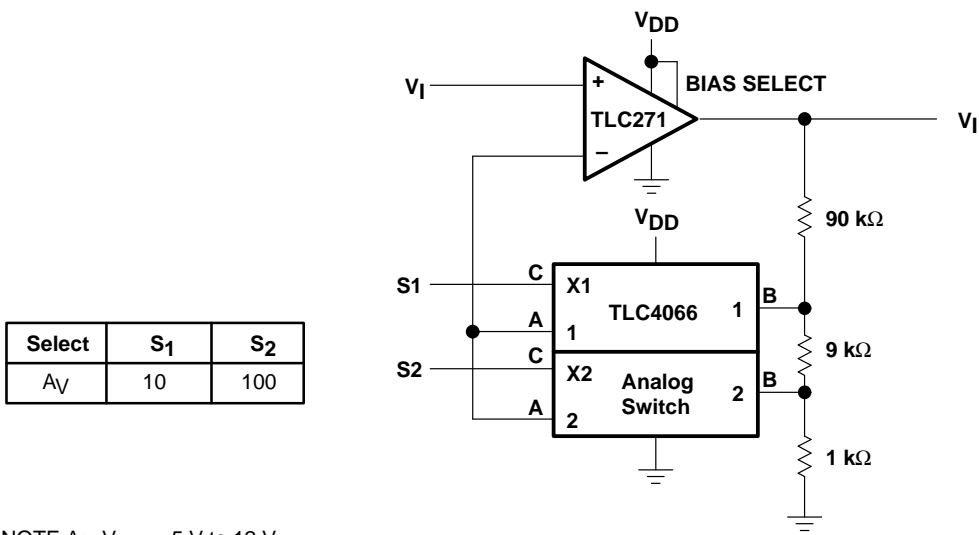 VDD
VI
+
BIAS SELECT
TLC271
VI
−
90 kΩ
VDD
S1
C
X1
TLC4066
1
B
A
1
9 kΩ
S2
C
X2
Analog
Switch
2
B
A
2
1 kΩ
Select S1 S2
AV 10 100